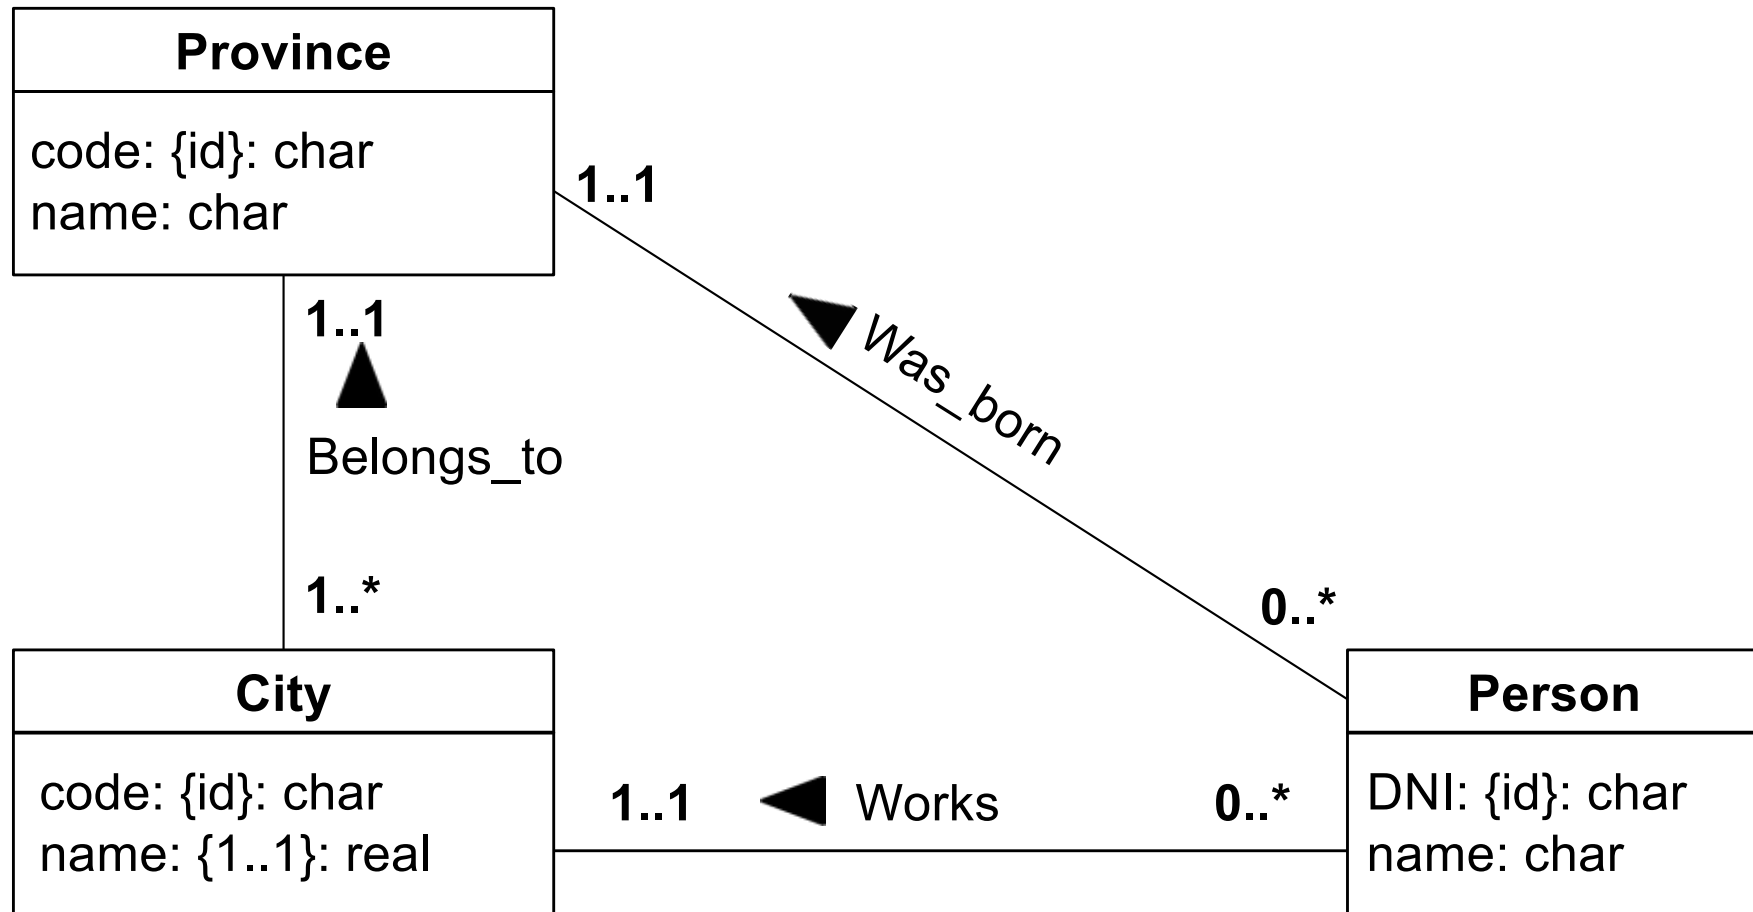 Province
code: {id}: char
name: char
1..1
1..1
Was_born
Belongs_to
1..*
0..*
City
code: {id}: char
name: {1..1}: real
1..1
Works
0..*
Person
DNI: {id}: char
name: char